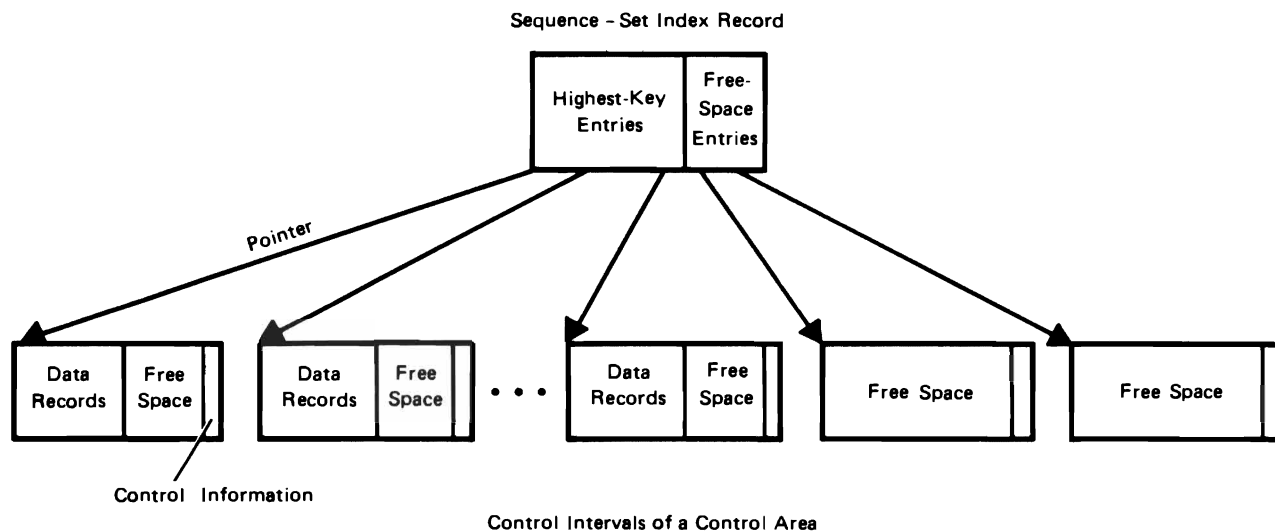 Sequence – Set Index Record
Highest-Key
Entries
Free-
Space
Entries
Pointer
Data
Records
Free
Space
Data
Records
Free
Space
• • •
Data
Records
Free
Space
Free Space
Free Space
Control Information
Control Intervals of a Control Area